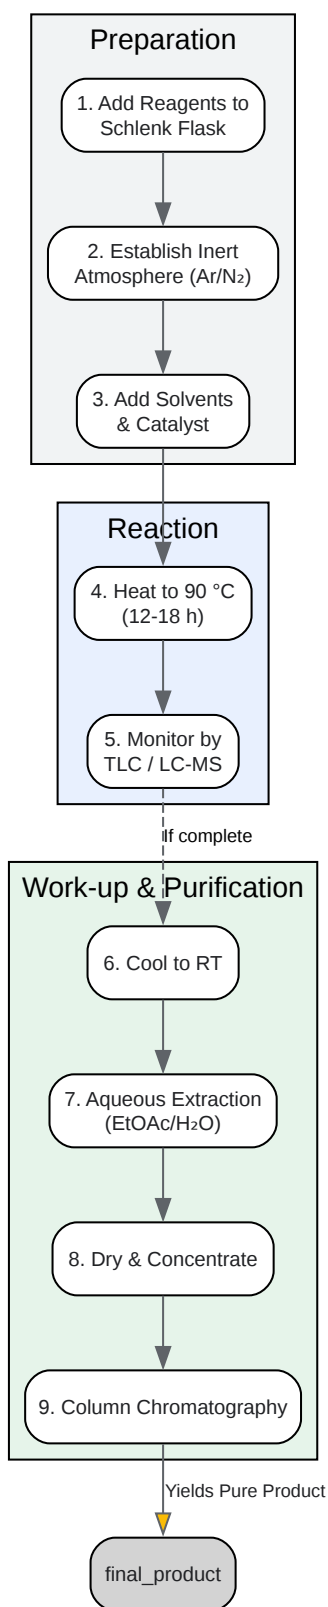 Preparation
1. Add Reagents to
Schlenk Flask
2. Establish Inert
Atmosphere (Ar/N₂)
3. Add Solvents
& Catalyst
Reaction
4. Heat to 90 °C
(12-18 h)
5. Monitor by
TLC / LC-MS
If complete
Work-up & Purification
6. Cool to RT
7. Aqueous Extraction
(EtOAc/H₂O)
8. Dry & Concentrate
9. Column Chromatography
Yields Pure Product
final_product